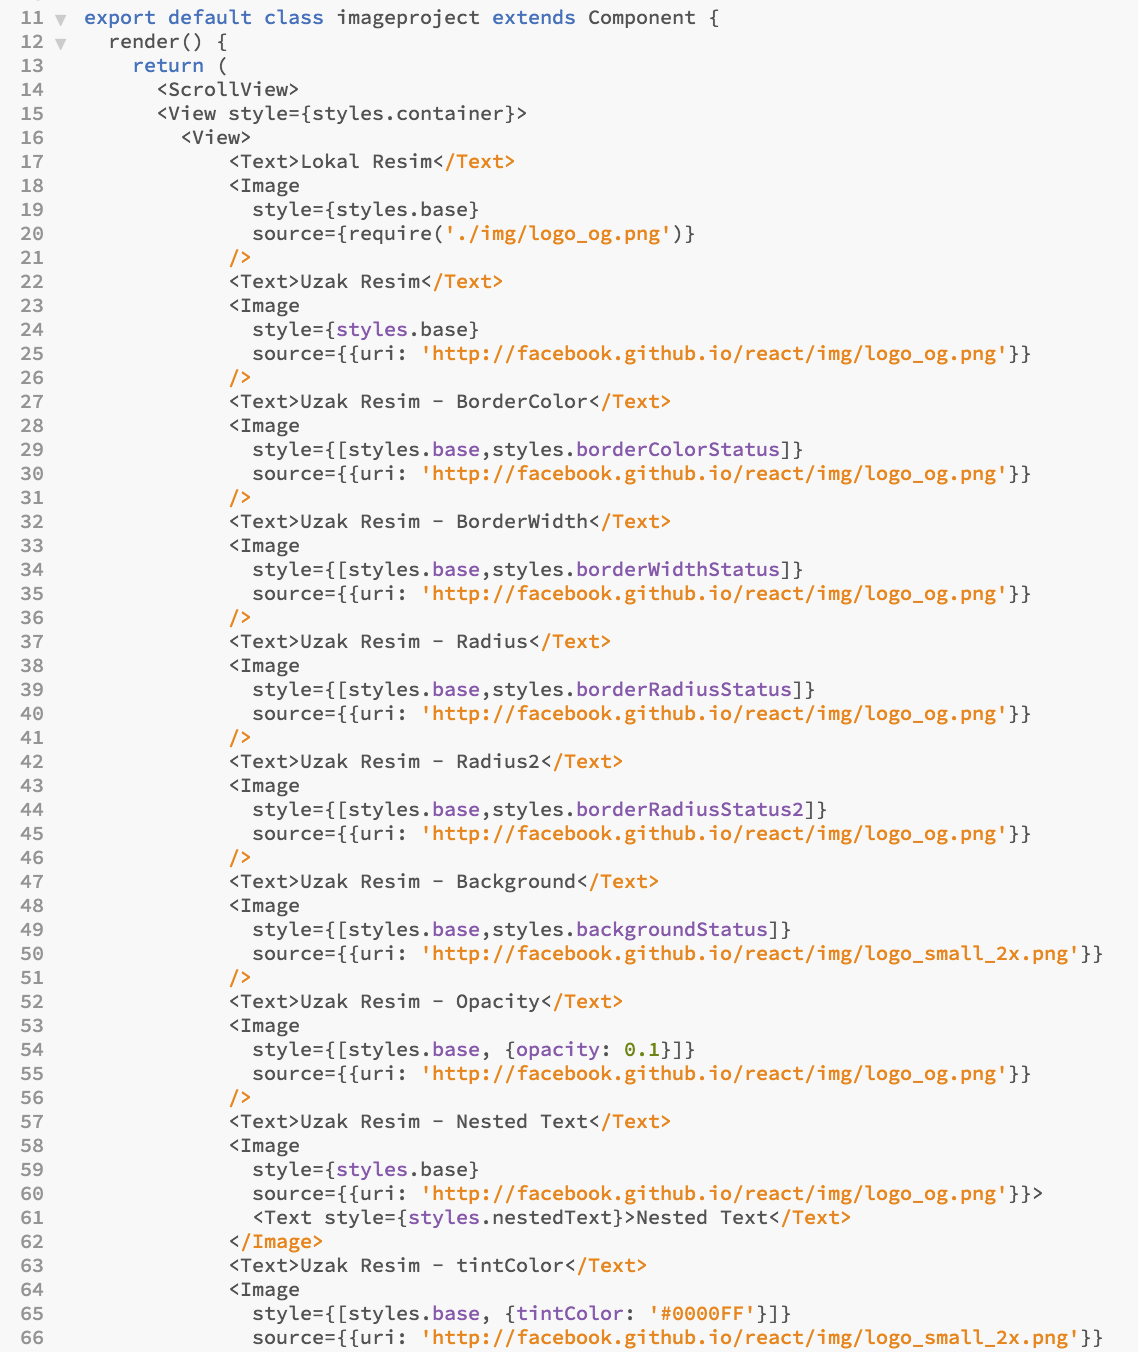 11 ▼ export default class imageproject extends Component {
12 ▼   render() {
13     return (
14       <ScrollView>
15       <View style={styles.container}>
16         <View>
17             <Text>Lokal Resim</Text>
18             <Image
19               style={styles.base}
20               source={require('./img/logo_og.png')}
21             />
22             <Text>Uzak Resim</Text>
23             <Image
24               style={styles.base}
25               source={{uri: 'http://facebook.github.io/react/img/logo_og.png'}}
26             />
27             <Text>Uzak Resim - BorderColor</Text>
28             <Image
29               style={[styles.base,styles.borderColorStatus]}
30               source={{uri: 'http://facebook.github.io/react/img/logo_og.png'}}
31             />
32             <Text>Uzak Resim - BorderWidth</Text>
33             <Image
34               style={[styles.base,styles.borderWidthStatus]}
35               source={{uri: 'http://facebook.github.io/react/img/logo_og.png'}}
36             />
37             <Text>Uzak Resim - Radius</Text>
38             <Image
39               style={[styles.base,styles.borderRadiusStatus]}
40               source={{uri: 'http://facebook.github.io/react/img/logo_og.png'}}
41             />
42             <Text>Uzak Resim - Radius2</Text>
43             <Image
44               style={[styles.base,styles.borderRadiusStatus2]}
45               source={{uri: 'http://facebook.github.io/react/img/logo_og.png'}}
46             />
47             <Text>Uzak Resim - Background</Text>
48             <Image
49               style={[styles.base,styles.backgroundStatus]}
50               source={{uri: 'http://facebook.github.io/react/img/logo_small_2x.png'}}
51             />
52             <Text>Uzak Resim - Opacity</Text>
53             <Image
54               style={[styles.base, {opacity: 0.1}]}
55               source={{uri: 'http://facebook.github.io/react/img/logo_og.png'}}
56             />
57             <Text>Uzak Resim - Nested Text</Text>
58             <Image
59               style={styles.base}
60               source={{uri: 'http://facebook.github.io/react/img/logo_og.png'}}>
61               <Text style={styles.nestedText}>Nested Text</Text>
62             </Image>
63             <Text>Uzak Resim - tintColor</Text>
64             <Image
65               style={[styles.base, {tintColor: '#0000FF'}]}
66               source={{uri: 'http://facebook.github.io/react/img/logo_small_2x.png'}}